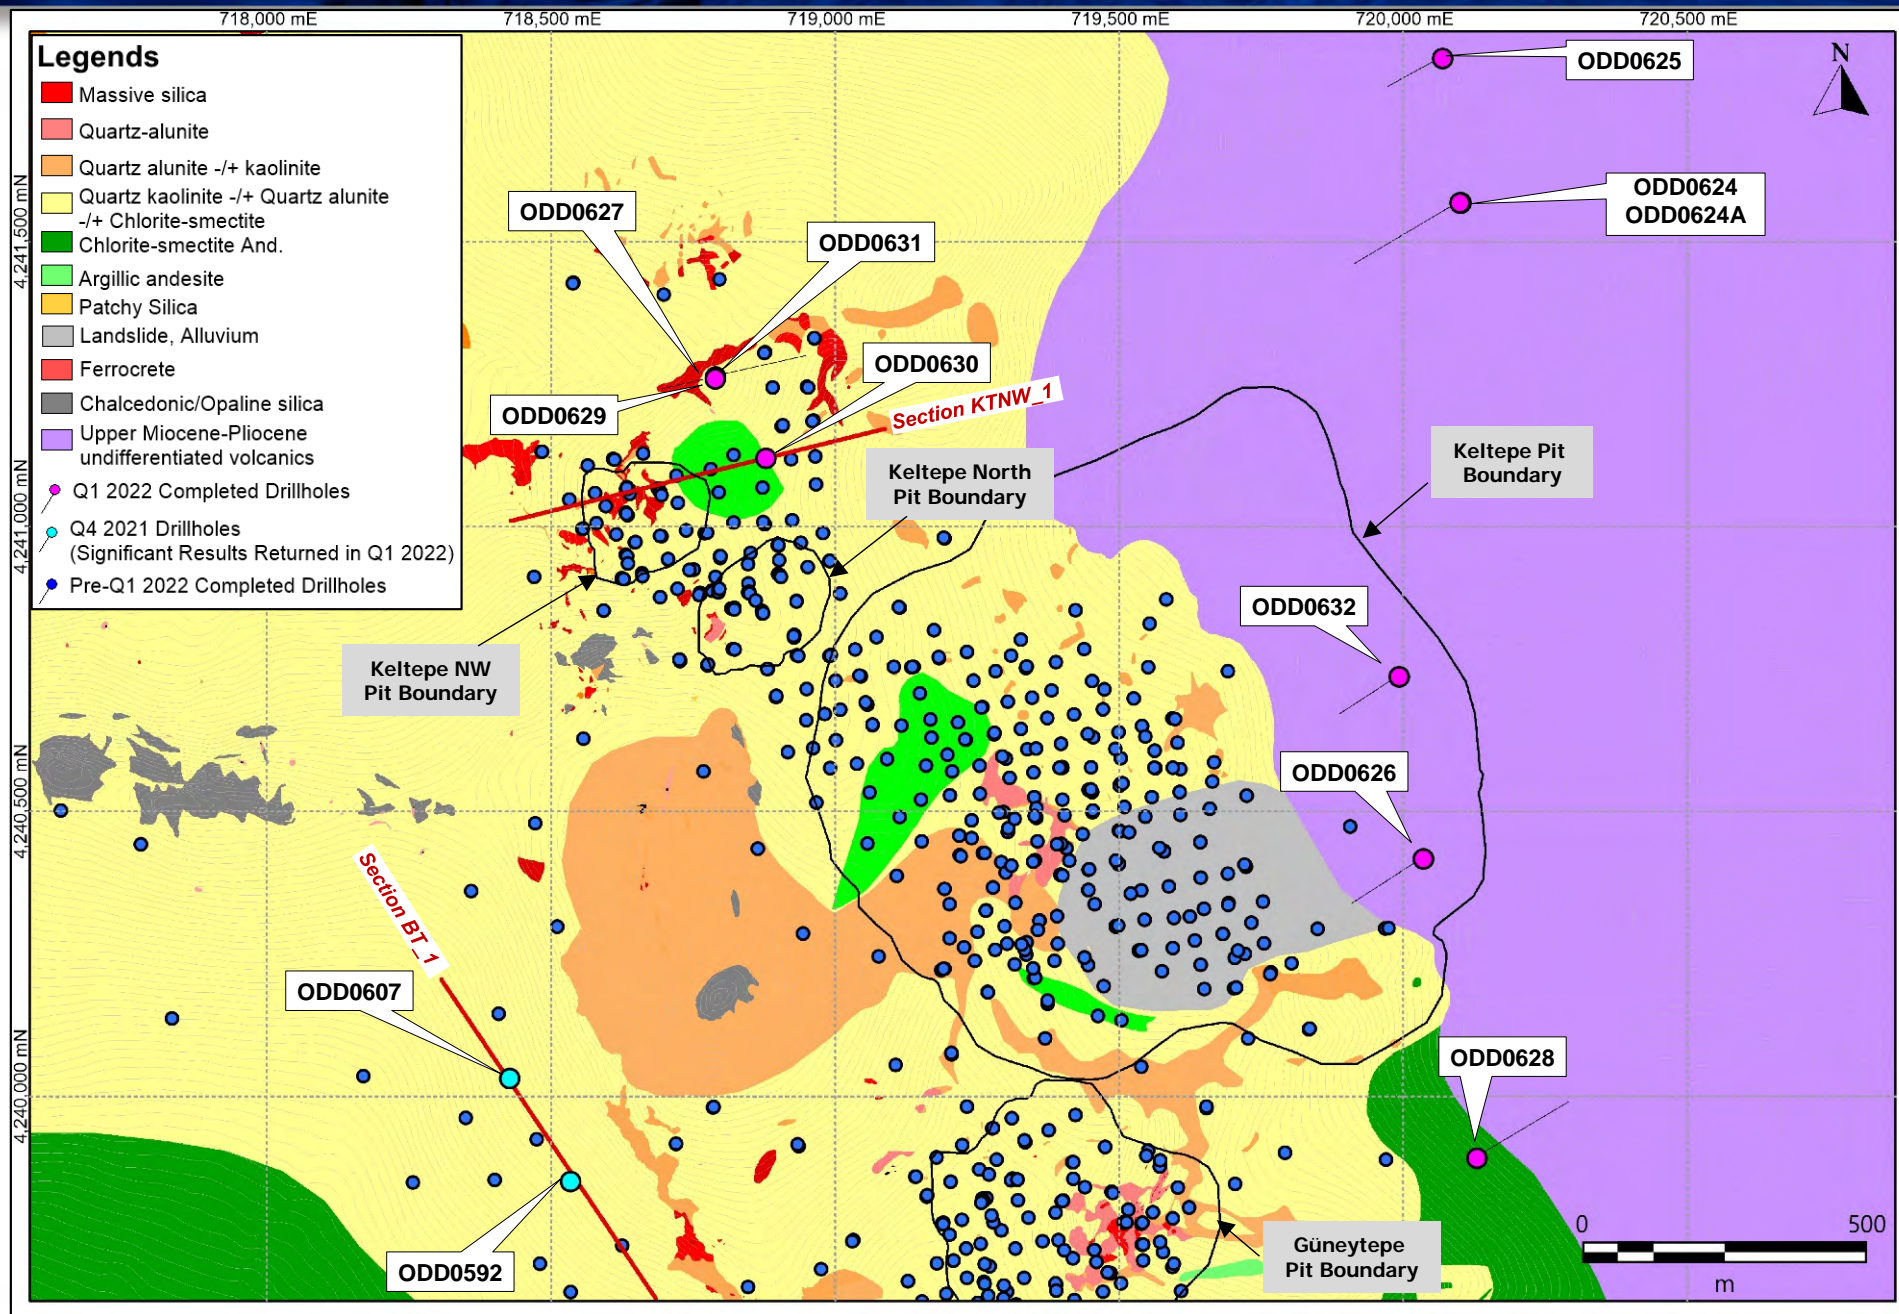 718,000 mE
718,500 mE
719,000 mE
719,500 mE
720,000 mE
720,500 mE
Legends
Massive silica
Quartz-alunite
Quartz alunite -/+ kaolinite
Quartz kaolinite -/+ Quartz alunite
-/+ Chlorite-smectite
Chlorite-smectite And.
Argillic andesite
Patchy Silica
Landslide, Alluvium
Ferrocrete
Chalcedonic/Opaline silica
Upper Miocene-Pliocene
undifferentiated volcanics
Q1 2022 Completed Drillholes
Q4 2021 Drillholes
(Significant Results Returned in Q1 2022)
Pre-Q1 2022 Completed Drillholes
4,241,500 mN
4,241,000 mN
4,240,500 mN
4,240,000 mN
N
ODD0625
ODD0624
ODD0624A
ODD0627
ODD0631
ODD0630
ODD0629
Section KTNW_1
Keltepe North
Pit Boundary
Keltepe Pit
Boundary
ODD0632
Keltepe NW
Pit Boundary
ODD0626
Section BT_1
ODD0607
ODD0628
ODD0592
Güneytepe
Pit Boundary
0
500
m